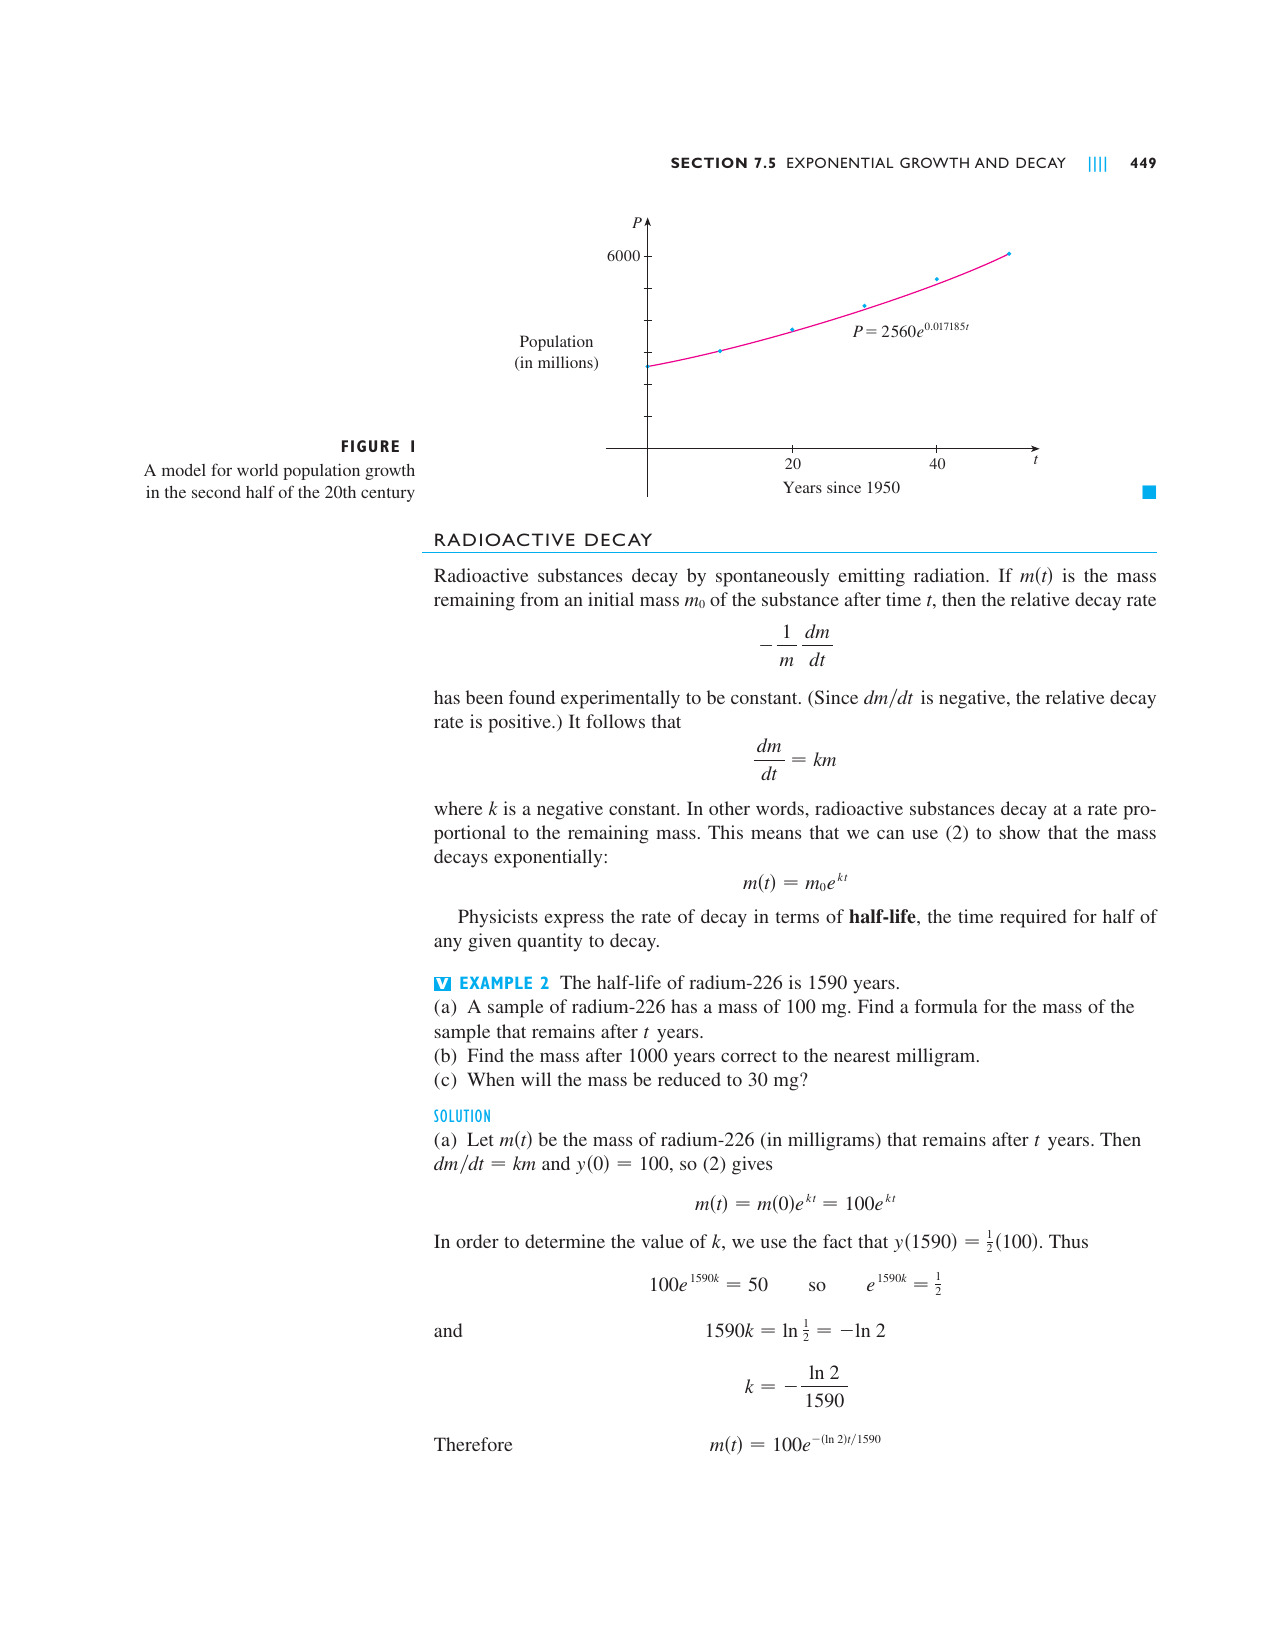 SECTION 7.5 EXPONENTIAL GROWTH AND DECAY |||| 449
P
6000
Population
(in millions)
P = 2560e^0.017185t
20
40
t
Years since 1950
FIGURE 1
A model for world population growth
in the second half of the 20th century
RADIOACTIVE DECAY
Radioactive substances decay by spontaneously emitting radiation. If m(t) is the mass
remaining from an initial mass m₀ of the substance after time t, then the relative decay rate
− 1/m dm/dt
has been found experimentally to be constant. (Since dm/dt is negative, the relative decay
rate is positive.) It follows that
dm/dt = km
where k is a negative constant. In other words, radioactive substances decay at a rate pro-
portional to the remaining mass. This means that we can use (2) to show that the mass
decays exponentially:
m(t) = m₀e^kt
Physicists express the rate of decay in terms of half-life, the time required for half of
any given quantity to decay.
V EXAMPLE 2 The half-life of radium-226 is 1590 years.
(a) A sample of radium-226 has a mass of 100 mg. Find a formula for the mass of the
sample that remains after t years.
(b) Find the mass after 1000 years correct to the nearest milligram.
(c) When will the mass be reduced to 30 mg?
SOLUTION
(a) Let m(t) be the mass of radium-226 (in milligrams) that remains after t years. Then
dm/dt = km and y(0) = 100, so (2) gives
m(t) = m(0)e^kt = 100e^kt
In order to determine the value of k, we use the fact that y(1590) = ½(100). Thus
100e^1590k = 50 so e^1590k = ½
and 1590k = ln ½ = −ln 2
k = − ln 2/1590
Therefore m(t) = 100e^−(ln 2)t/1590